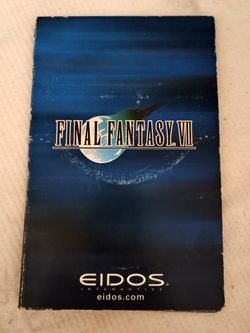 FINAL FANTASY VII
EIDOS
INTERACTIVE
eidos.com